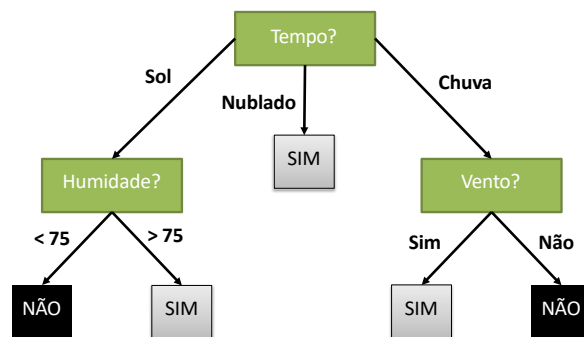 Tempo?
Sol
Nublado
Chuva
SIM
Humidade?
Vento?
< 75
> 75
Sim
Não
NÃO
SIM
SIM
NÃO